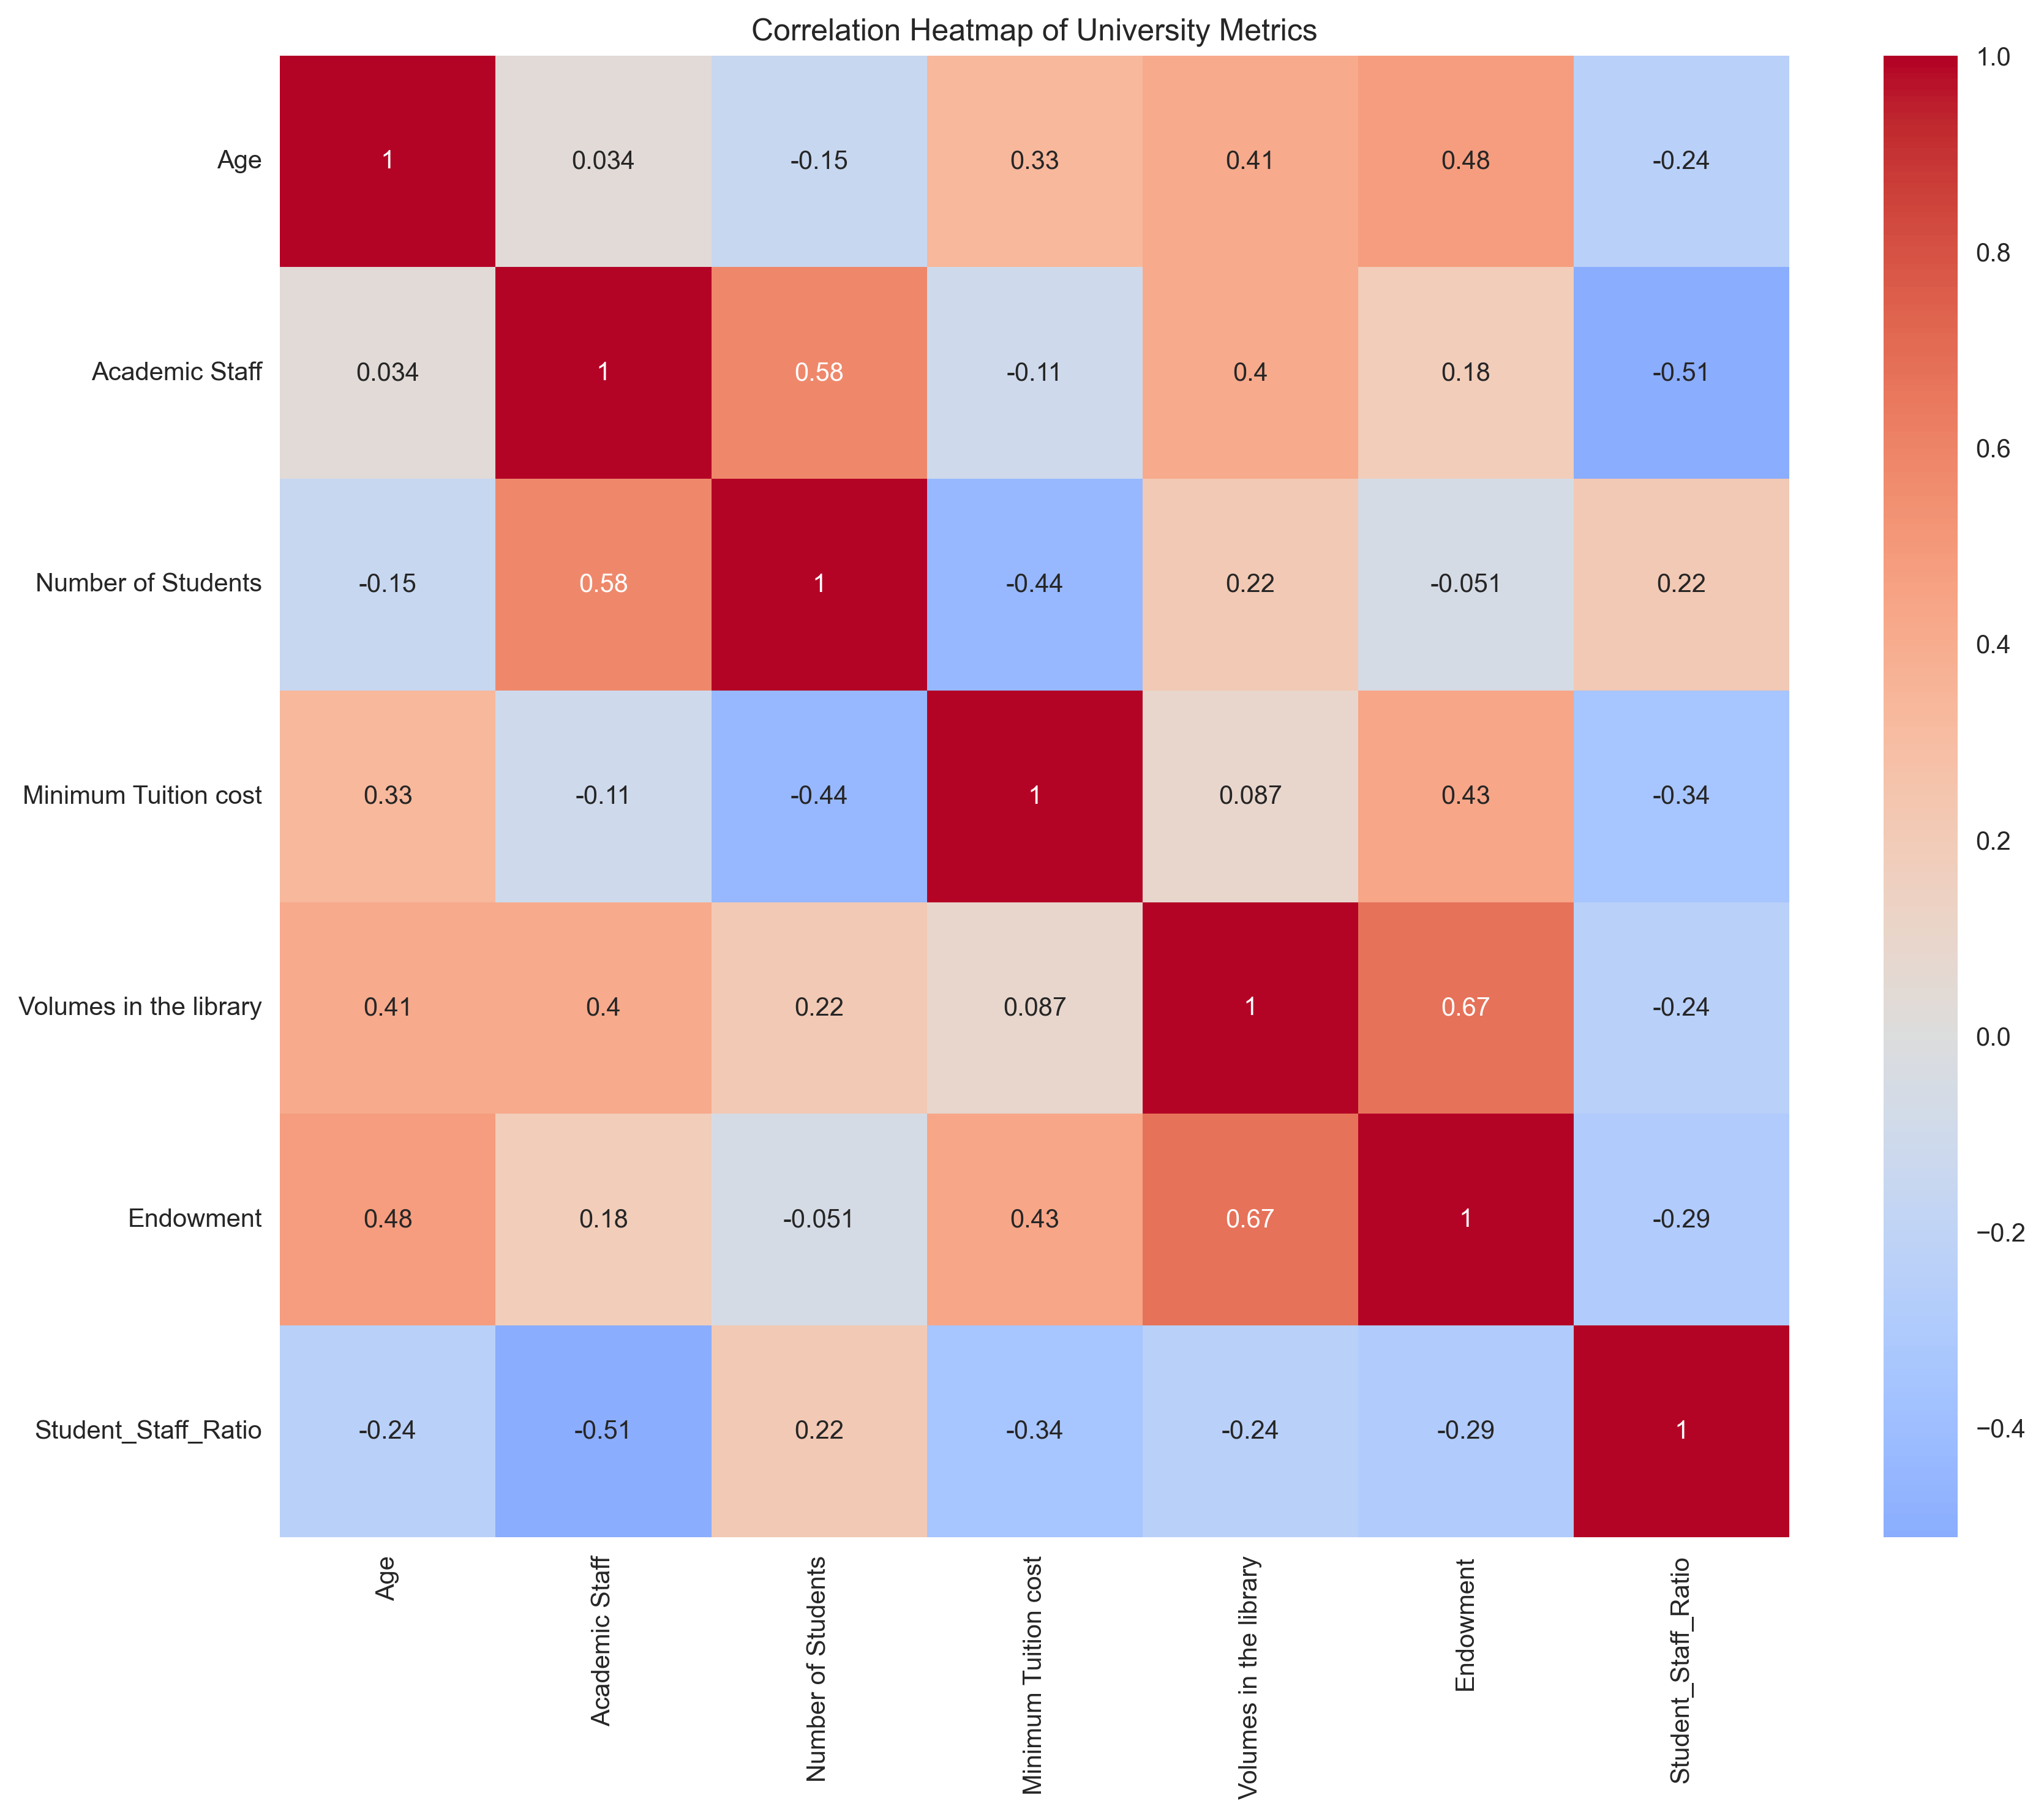 Correlation Heatmap of University Metrics
Age 1 0.034 -0.15 0.33 0.41 0.48 -0.24
Academic Staff 0.034 1 0.58 -0.11 0.4 0.18 -0.51
Number of Students -0.15 0.58 1 -0.44 0.22 -0.051 0.22
Minimum Tuition cost 0.33 -0.11 -0.44 1 0.087 0.43 -0.34
Volumes in the library 0.41 0.4 0.22 0.087 1 0.67 -0.24
Endowment 0.48 0.18 -0.051 0.43 0.67 1 -0.29
Student_Staff_Ratio -0.24 -0.51 0.22 -0.34 -0.24 -0.29 1
Age
Academic Staff
Number of Students
Minimum Tuition cost
Volumes in the library
Endowment
Student_Staff_Ratio
1.0
0.8
0.6
0.4
0.2
0.0
−0.2
−0.4